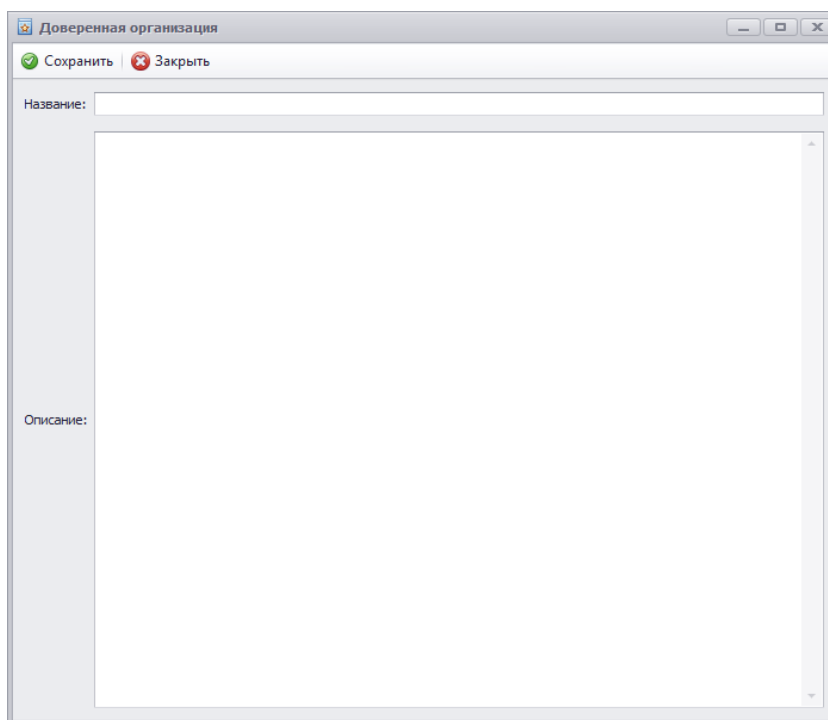 Доверенная организация
Сохранить Закрыть
Название:
Описание: